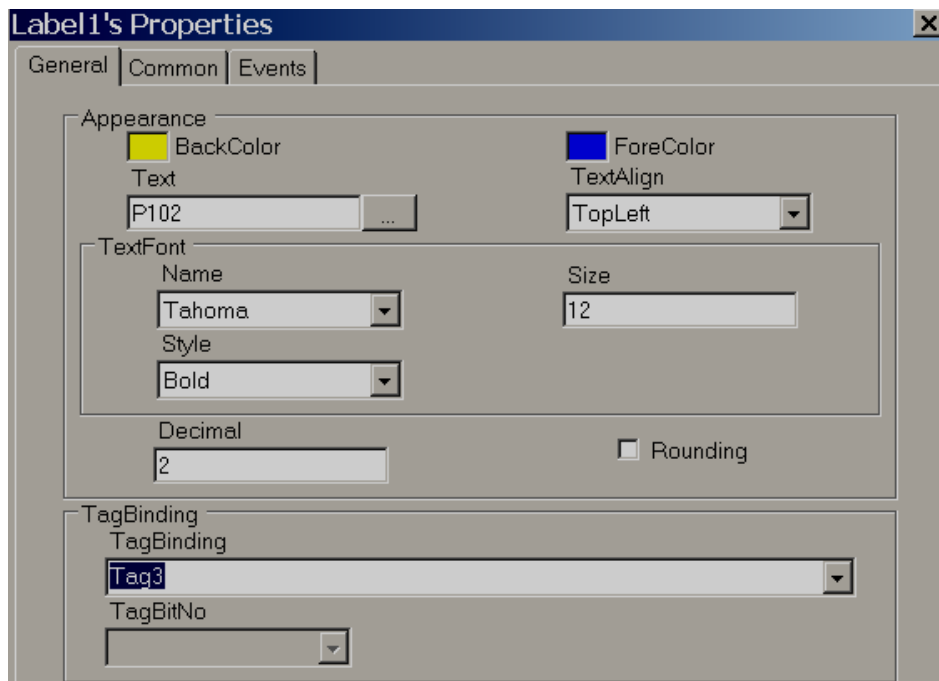 Label1's Properties
General Common Events
Appearance
BackColor ForeColor
Text TextAlign
P102 ... TopLeft
TextFont
Name Size
Tahoma 12
Style
Bold
Decimal
2 Rounding
TagBinding
TagBinding
Tag3
TagBitNo